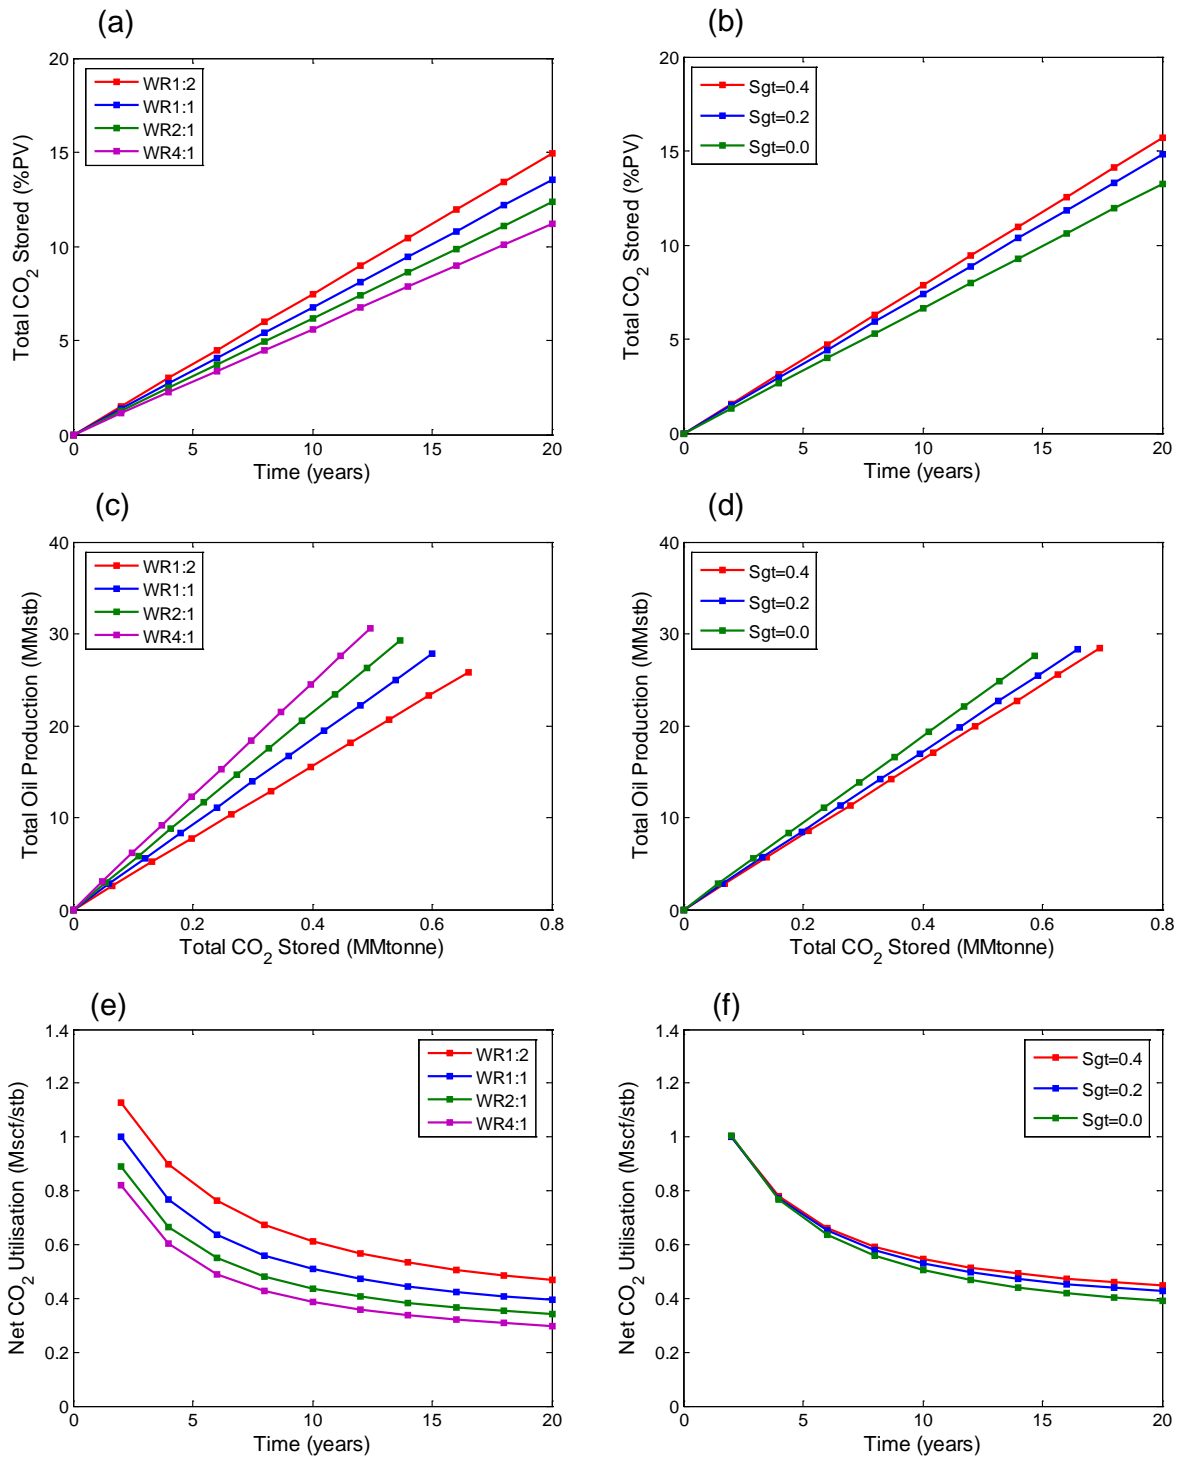 (a)
20
15
10
5
0
0 5 10 15 20
Total CO2 Stored (%PV)
Time (years)
WR1:2
WR1:1
WR2:1
WR4:1
(b)
20
15
10
5
0
0 5 10 15 20
Total CO2 Stored (%PV)
Time (years)
Sgt=0.4
Sgt=0.2
Sgt=0.0
(c)
40
30
20
10
0
0 0.2 0.4 0.6 0.8
Total Oil Production (MMstb)
Total CO2 Stored (MMtonne)
WR1:2
WR1:1
WR2:1
WR4:1
(d)
40
30
20
10
0
0 0.2 0.4 0.6 0.8
Total Oil Production (MMstb)
Total CO2 Stored (MMtonne)
Sgt=0.4
Sgt=0.2
Sgt=0.0
(e)
1.4
1.2
1
0.8
0.6
0.4
0.2
0
0 5 10 15 20
Net CO2 Utilisation (Mscf/stb)
Time (years)
WR1:2
WR1:1
WR2:1
WR4:1
(f)
1.4
1.2
1
0.8
0.6
0.4
0.2
0
0 5 10 15 20
Net CO2 Utilisation (Mscf/stb)
Time (years)
Sgt=0.4
Sgt=0.2
Sgt=0.0